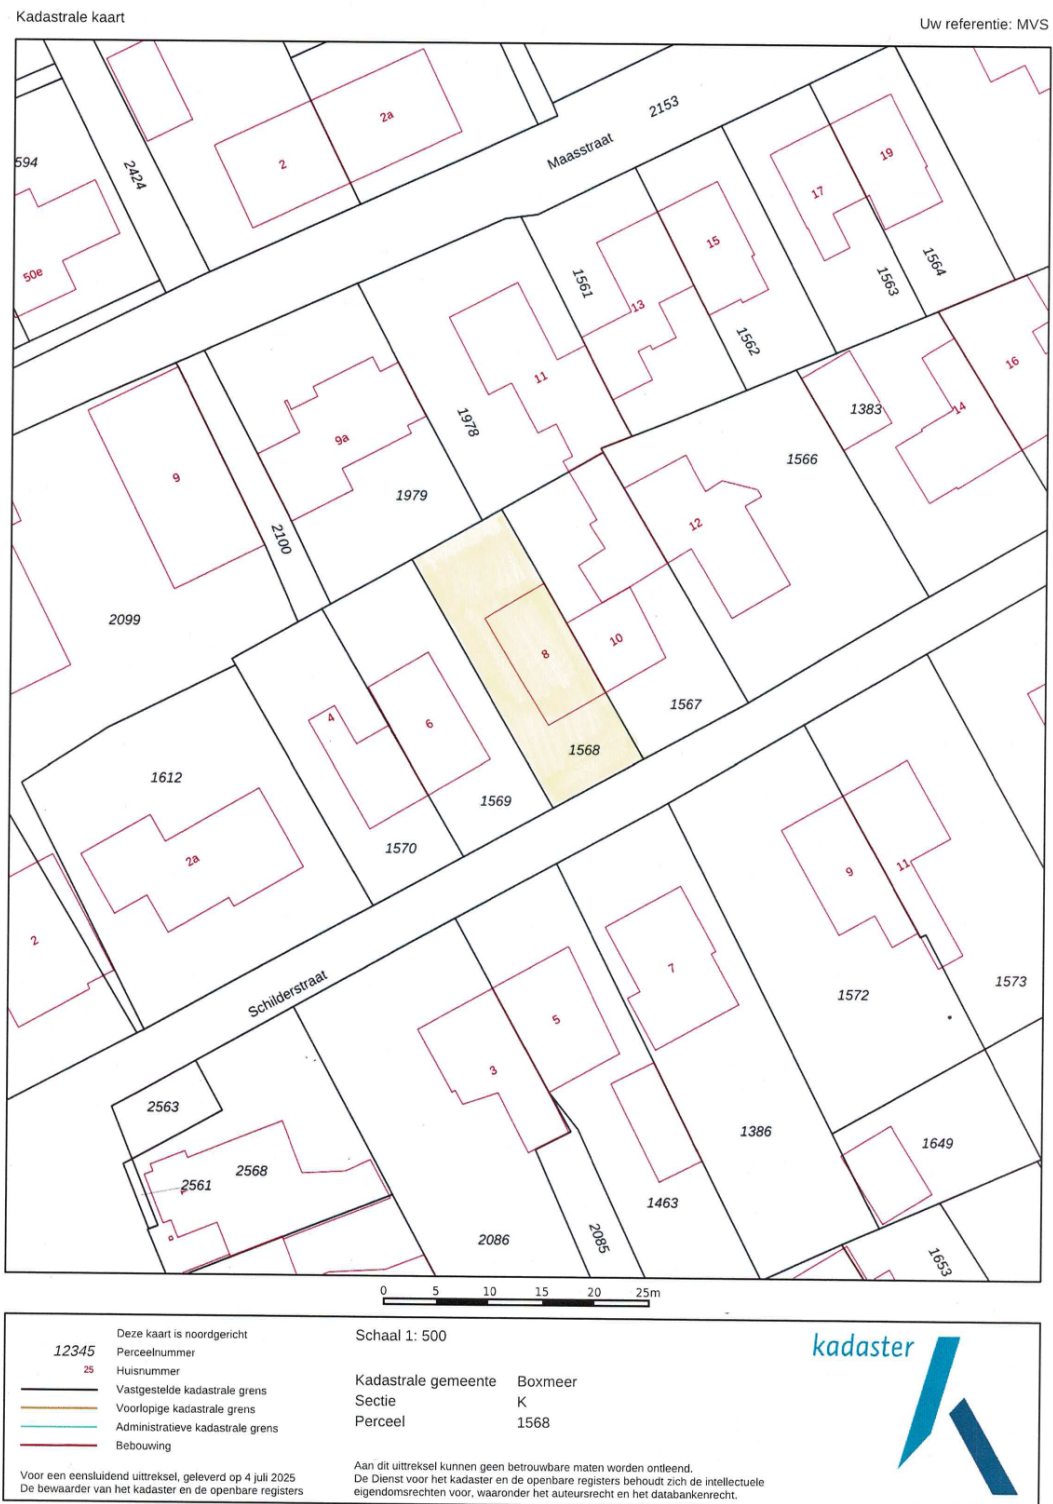 Kadastrale kaart
Uw referentie: MVS
2153
Maasstraat
2a
2
594
2424
50e
19
17
15
1564
1563
1561
13
1562
16
14
1383
11
1978
9a
9
1979
2100
1566
12
2099
10
8
1567
1568
6
4
1569
1570
1612
2a
2
Schilderstraat
9
11
7
5
3
1572
1573
2563
2568
2561
1386
1649
1463
2086
2085
1653
0 5 10 15 20 25m
Deze kaart is noordgericht
12345 Perceelnummer
25 Huisnummer
Vastgestelde kadastrale grens
Voorlopige kadastrale grens
Administratieve kadastrale grens
Bebouwing
Voor een eensluidend uittreksel, geleverd op 4 juli 2025
De bewaarder van het kadaster en de openbare registers
Schaal 1: 500
Kadastrale gemeente Boxmeer
Sectie K
Perceel 1568
Aan dit uittreksel kunnen geen betrouwbare maten worden ontleend.
De Dienst voor het kadaster en de openbare registers behoudt zich de intellectuele
eigendomsrechten voor, waaronder het auteursrecht en het databankenrecht.
kadaster